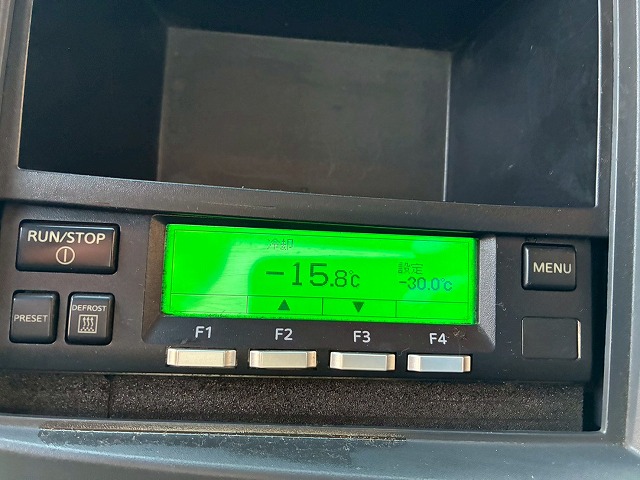 RUN/STOP
冷却
-15.8℃
設定
-30.0℃
▲ ▼
MENU
PRESET
DEFROST
F1 F2 F3 F4